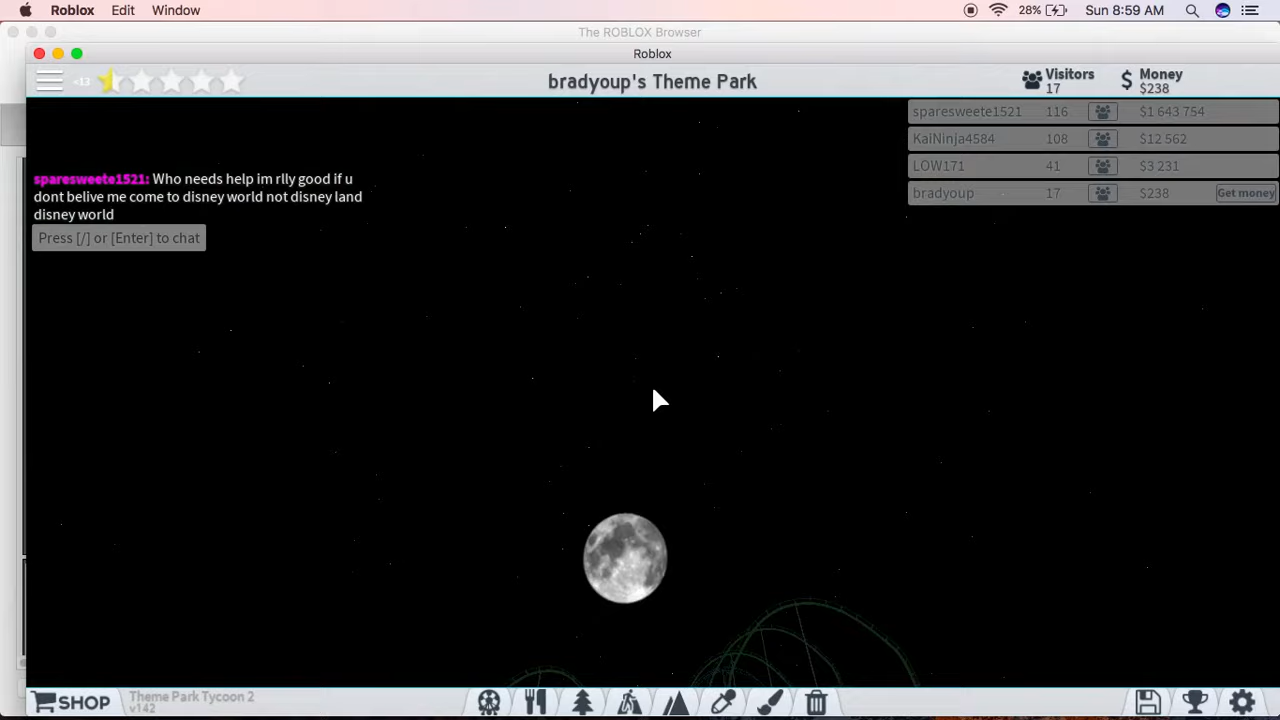 Roblox Edit Window 28% Sun 8:59 AM
The ROBLOX Browser
Roblox
+13 bradyoup's Theme Park Visitors 17 Money $238
sparesweete1521 116 $1 643 754
KaiNinja4584 108 $12 562
LOW171 41 $3 231
bradyoup 17 $238 Get money
sparesweete1521: Who needs help im rlly good if u
dont belive me come to disney world not disney land
disney world
Press [/] or [Enter] to chat
SHOP Theme Park Tycoon 2
v142